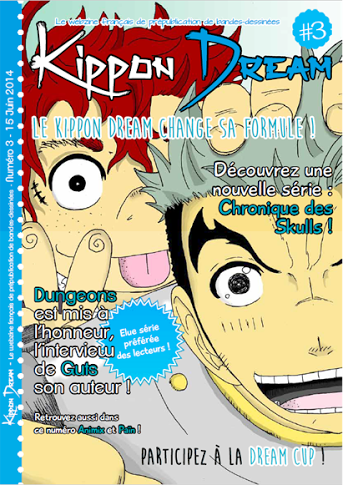 Le webzine français de prépublication de bandes-dessinées
Kippon Dream
#3
Le Kippon Dream change sa formule !
Découvrez une
nouvelle série :
Chronique des
Skulls !
Dungeons
est mis à
l'honneur,
l'interview
de Guts
son auteur !
Elue série
préférée
des lecteurs !
Retrouvez aussi dans
ce numéro Animix et Païn !
Participez à la Dream Cup !
Kippon Dream - Le webzine français de prépublication de bandes-dessinées - Numéro 3 - 15 Juin 2014